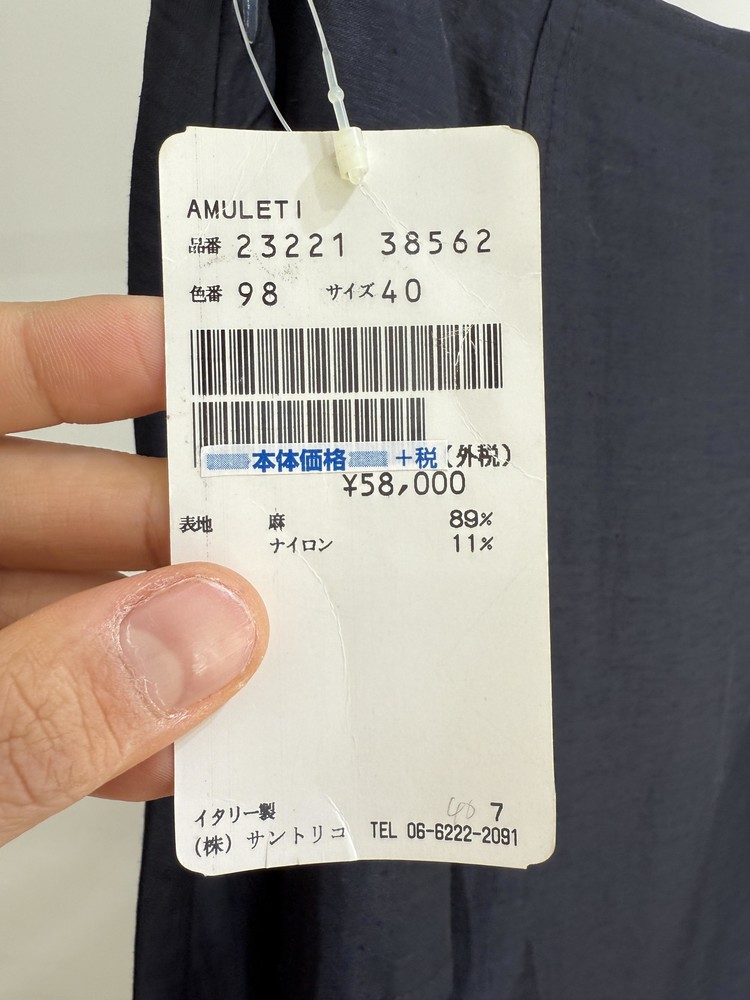 AMULETI
品番 23221 38562
色番 98 サイズ 40
本体価格 +税 (外税)
¥58,000
表地 麻 89%
ナイロン 11%
40 7
イタリー製
(株) サントリコ TEL 06-6222-2091